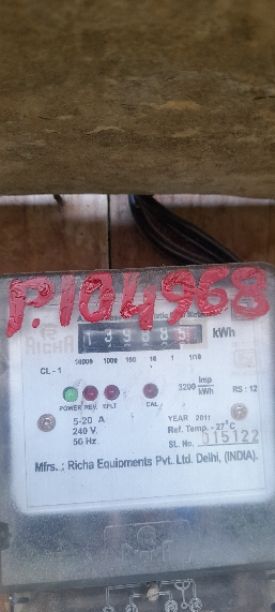 P.104968
RICHA
kWh
10000 1000 100 10 1 1/10
CL - 1
3200 Imp/kWh
RS : 12
POWER REV. CAL
5-20 A
240 V.
50 Hz.
YEAR 2011
Ref. Temp. - 27°C
SL. No. 015122
Mfrs. : Richa Equipments Pvt. Ltd. Delhi, (INDIA).